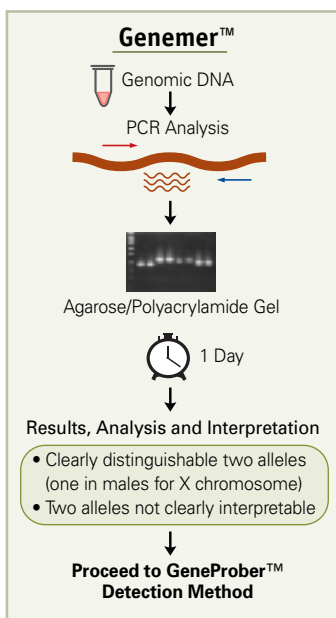 Genemer™
Genomic DNA
PCR Analysis
Agarose/Polyacrylamide Gel
1 Day
Results, Analysis and Interpretation
• Clearly distinguishable two alleles
(one in males for X chromosome)
• Two alleles not clearly interpretable
Proceed to GeneProber™
Detection Method